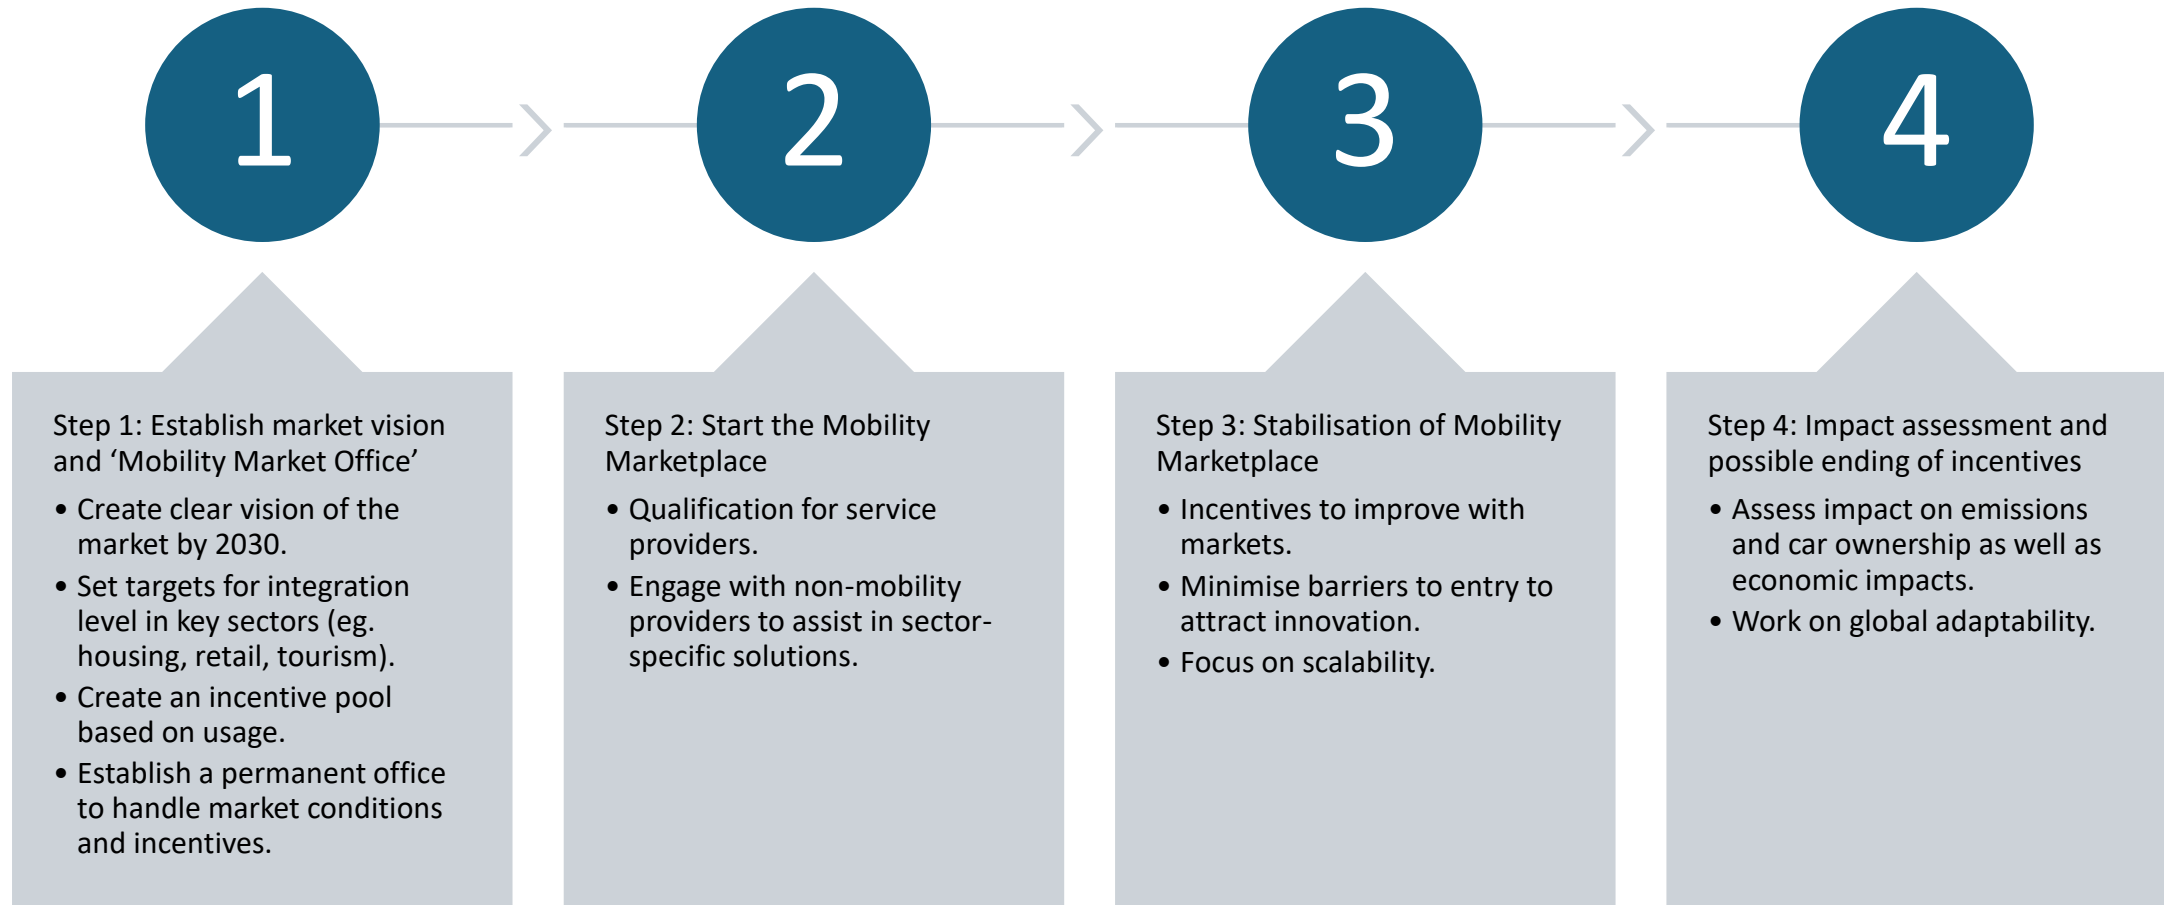 1
2
3
4
Step 1: Establish market vision
and ‘Mobility Market Office’
• Create clear vision of the
market by 2030.
• Set targets for integration
level in key sectors (eg.
housing, retail, tourism).
• Create an incentive pool
based on usage.
• Establish a permanent office
to handle market conditions
and incentives.
Step 2: Start the Mobility
Marketplace
• Qualification for service
providers.
• Engage with non-mobility
providers to assist in sector-
specific solutions.
Step 3: Stabilisation of Mobility
Marketplace
• Incentives to improve with
markets.
• Minimise barriers to entry to
attract innovation.
• Focus on scalability.
Step 4: Impact assessment and
possible ending of incentives
• Assess impact on emissions
and car ownership as well as
economic impacts.
• Work on global adaptability.